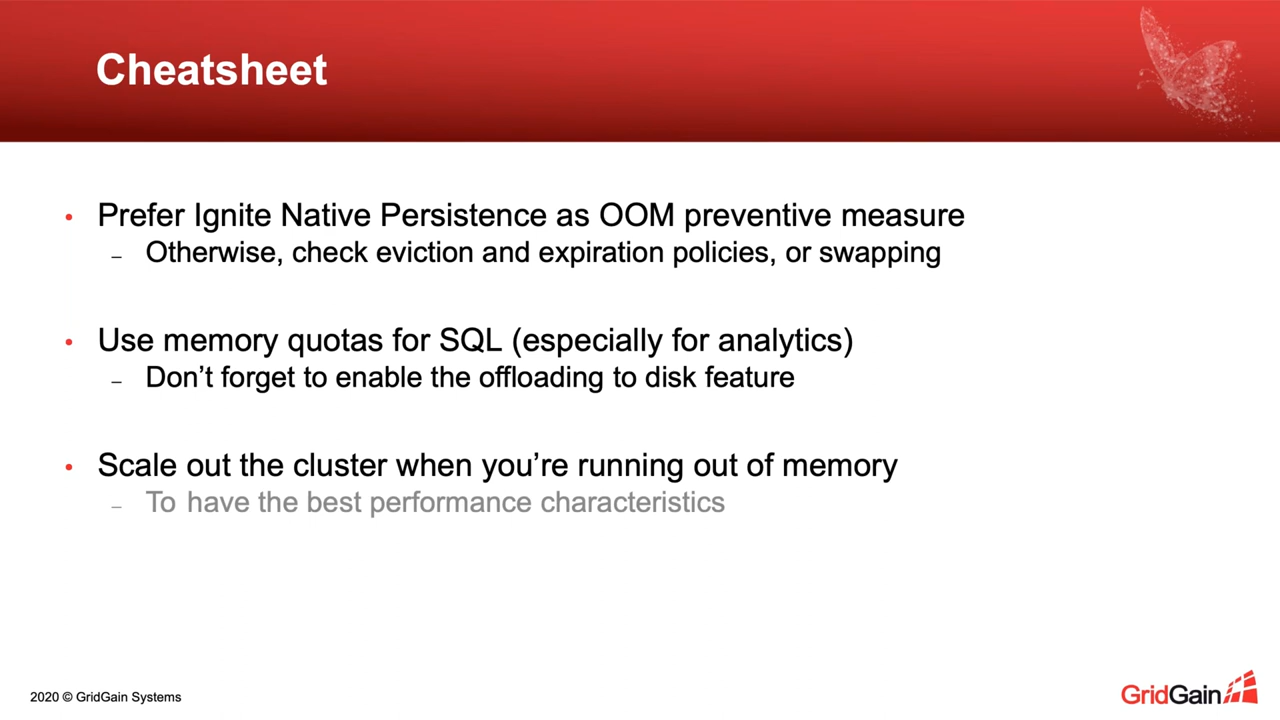 Cheatsheet
• Prefer Ignite Native Persistence as OOM preventive measure
– Otherwise, check eviction and expiration policies, or swapping
• Use memory quotas for SQL (especially for analytics)
– Don’t forget to enable the offloading to disk feature
• Scale out the cluster when you’re running out of memory
– To have the best performance characteristics
2020 © GridGain Systems
GridGain